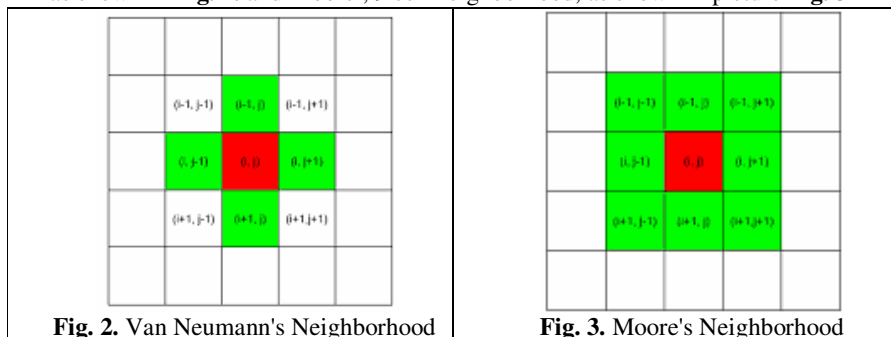 (i-1, j-1) (i-1, j) (i-1, j+1)
(i, j-1) (i, j) (i, j+1)
(i+1, j-1) (i+1, j) (i+1,j+1)
Fig. 2. Van Neumann's Neighborhood
(i-1, j-1) (i-1, j) (i-1, j+1)
(i, j-1) (i, j) (i, j+1)
(i+1, j-1) (i+1, j) (i+1,j+1)
Fig. 3. Moore's Neighborhood